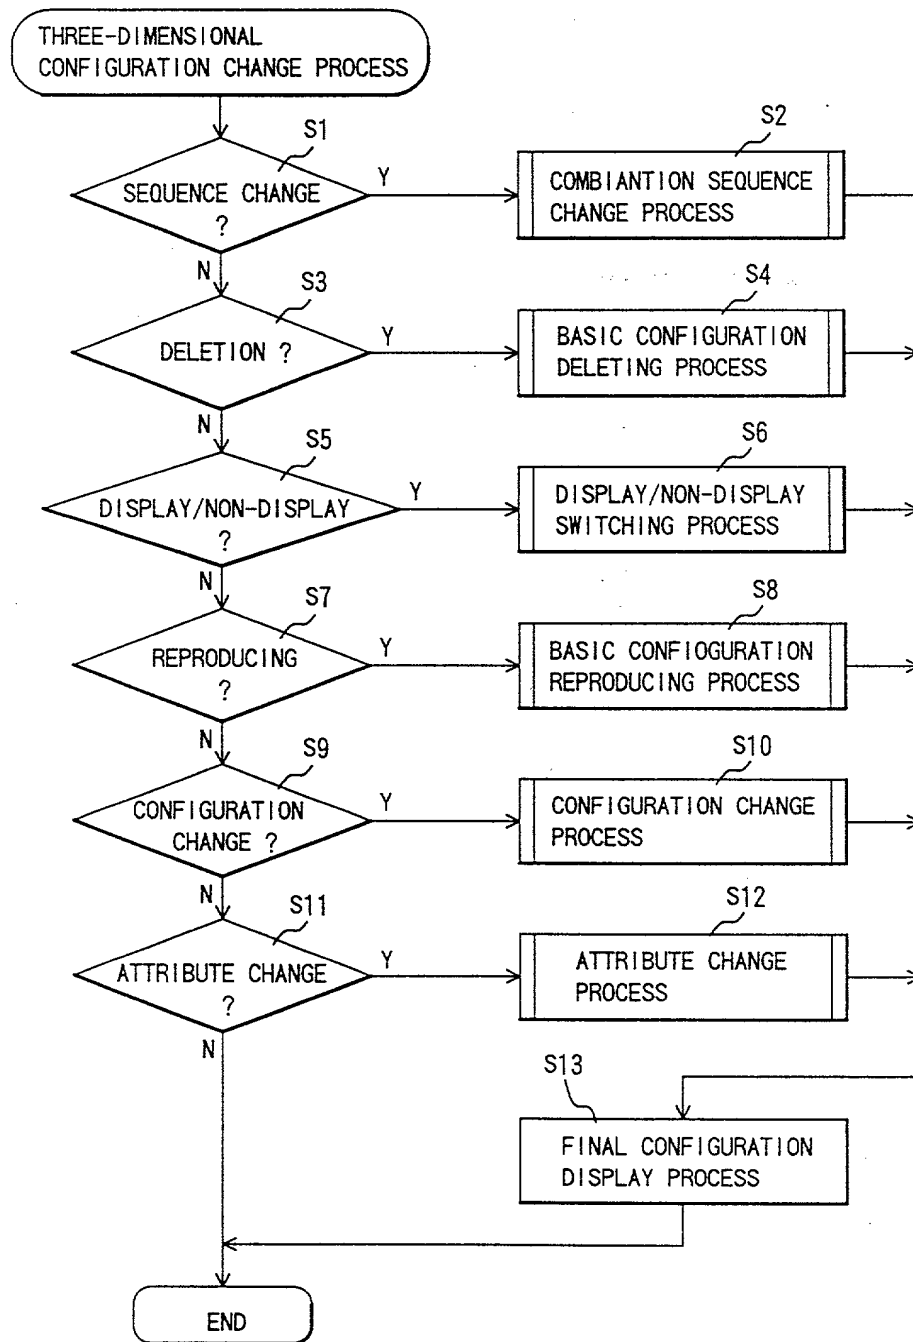 THREE-DIMENSIONAL
CONFIGURATION CHANGE PROCESS
S1
SEQUENCE CHANGE
?
Y
N
S2
COMBIANTION SEQUENCE
CHANGE PROCESS
S3
DELETION ?
Y
N
S4
BASIC CONFIGURATION
DELETING PROCESS
S5
DISPLAY/NON-DISPLAY
?
Y
N
S6
DISPLAY/NON-DISPLAY
SWITCHING PROCESS
S7
REPRODUCING
?
Y
N
S8
BASIC CONFIOGURATION
REPRODUCING PROCESS
S9
CONFIGURATION
CHANGE ?
Y
N
S10
CONFIGURATION CHANGE
PROCESS
S11
ATTRIBUTE CHANGE
?
Y
N
S12
ATTRIBUTE CHANGE
PROCESS
S13
FINAL CONFIGURATION
DISPLAY PROCESS
END